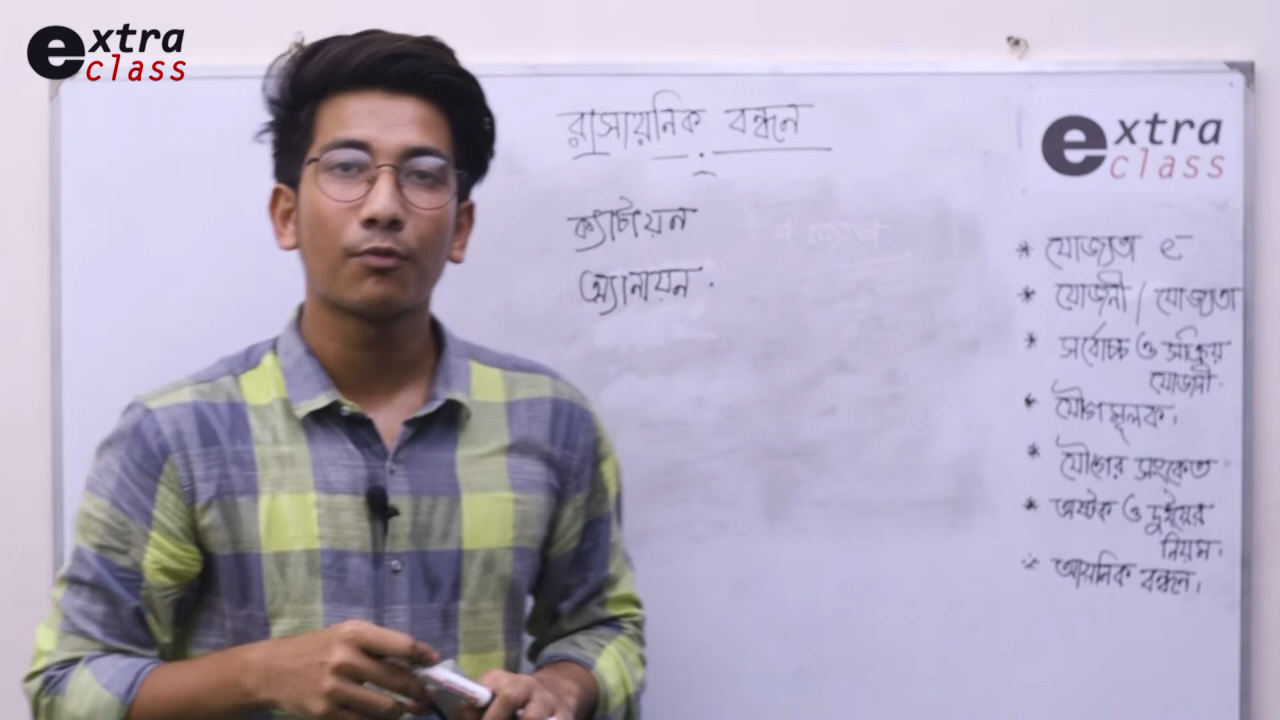 extra
class
রাসায়নিক বন্ধন
ক্যাটায়ন
অ্যানায়ন
extra
class
* যোজ্যতা e⁻
* যোজনী / যোজ্যতা
* সর্বোচ্চ ও সক্রিয়
যোজনী
* যৌগমূলক।
* যৌগের সংকেত
* অষ্টক ও দুইয়ের
নিয়ম
* আয়নিক বন্ধন।